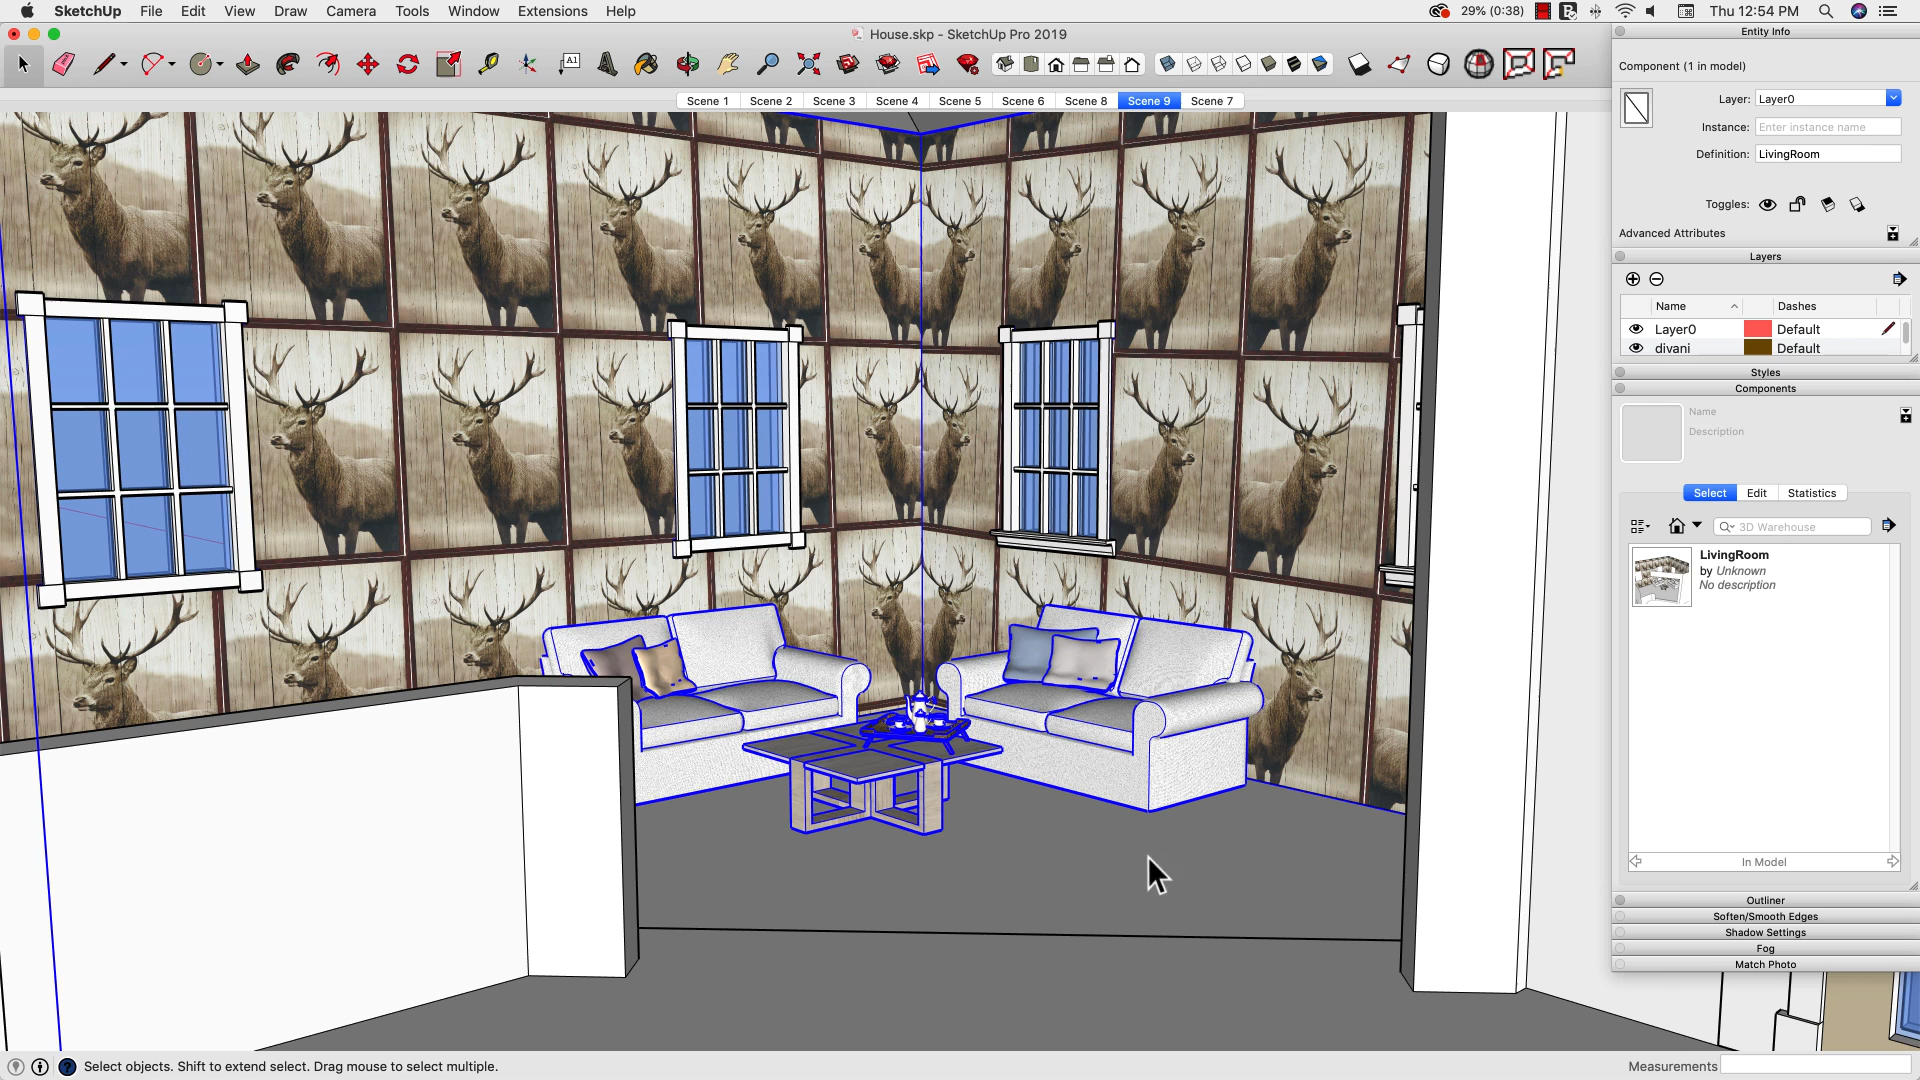 SketchUp File Edit View Draw Camera Tools Window Extensions Help
29% (0:38) Thu 12:54 PM
House.skp - SketchUp Pro 2019
A1
Scene 1 Scene 2 Scene 3 Scene 4 Scene 5 Scene 6 Scene 8 Scene 9 Scene 7
Entity Info
Component (1 in model)
Layer: Layer0
Instance: Enter instance name
Definition: LivingRoom
Toggles:
Advanced Attributes
Layers
Name Dashes
Layer0 Default
divani Default
Styles
Components
Name
Description
Select Edit Statistics
3D Warehouse
LivingRoom
by Unknown
No description
In Model
Outliner
Soften/Smooth Edges
Shadow Settings
Fog
Match Photo
Select objects. Shift to extend select. Drag mouse to select multiple.
Measurements